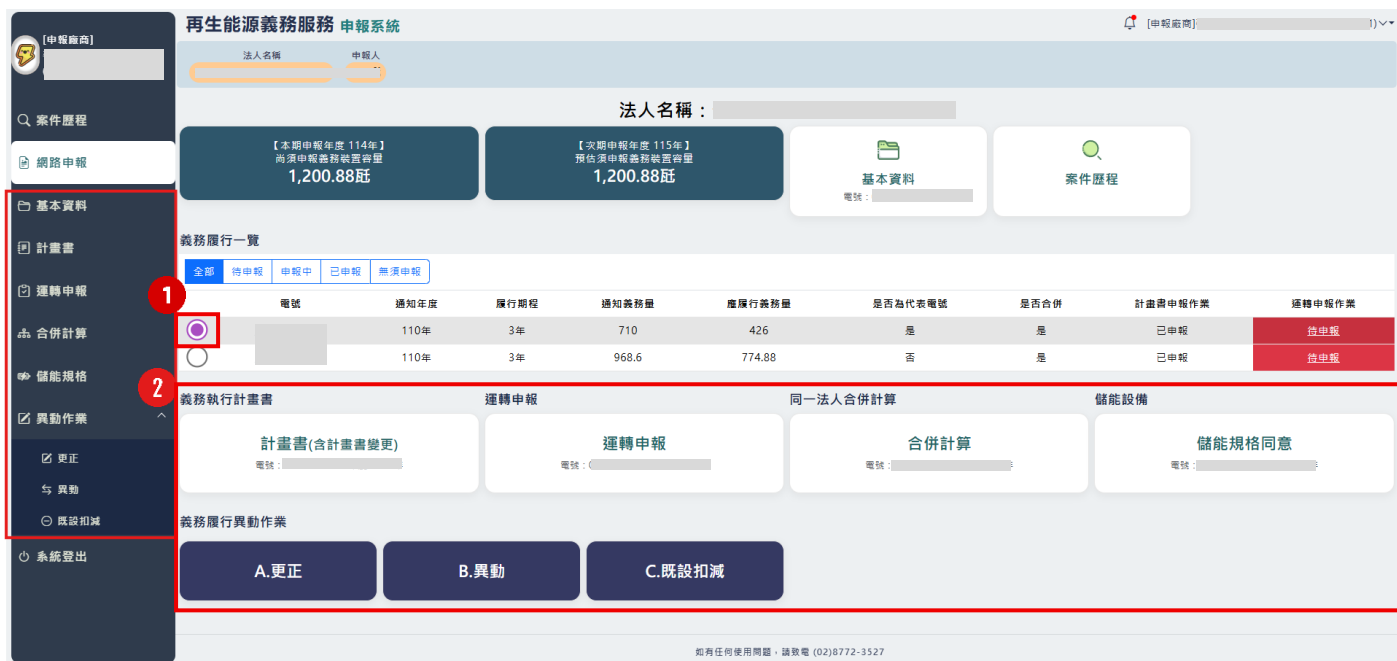 再生能源義務服務 申報系統
[申報廠商]
[申報廠商]
法人名稱 申報人
案件歷程
網路申報
基本資料
計畫書
運轉申報
合併計算
儲能規格
異動作業
更正
異動
既設扣減
系統登出
法人名稱：
【本期申報年度 114年】
尚須申報義務裝置容量
1,200.88瓩
【次期申報年度 115年】
預估須申報義務裝置容量
1,200.88瓩
基本資料
電號：
案件歷程
義務履行一覽
全部 待申報 申報中 已申報 無須申報
1
電號 通知年度 履行期程 通知義務量 應履行義務量 是否為代表電號 是否合併 計畫書申報作業 運轉申報作業
110年 3年 710 426 是 是 已申報 待申報
110年 3年 968.6 774.88 否 是 已申報 待申報
2
義務執行計畫書 運轉申報 同一法人合併計算 儲能設備
計畫書(含計畫書變更) 運轉申報 合併計算 儲能規格同意
電號： 電號： 電號： 電號：
義務履行異動作業
A.更正 B.異動 C.既設扣減
如有任何使用問題，請致電 (02)8772-3527